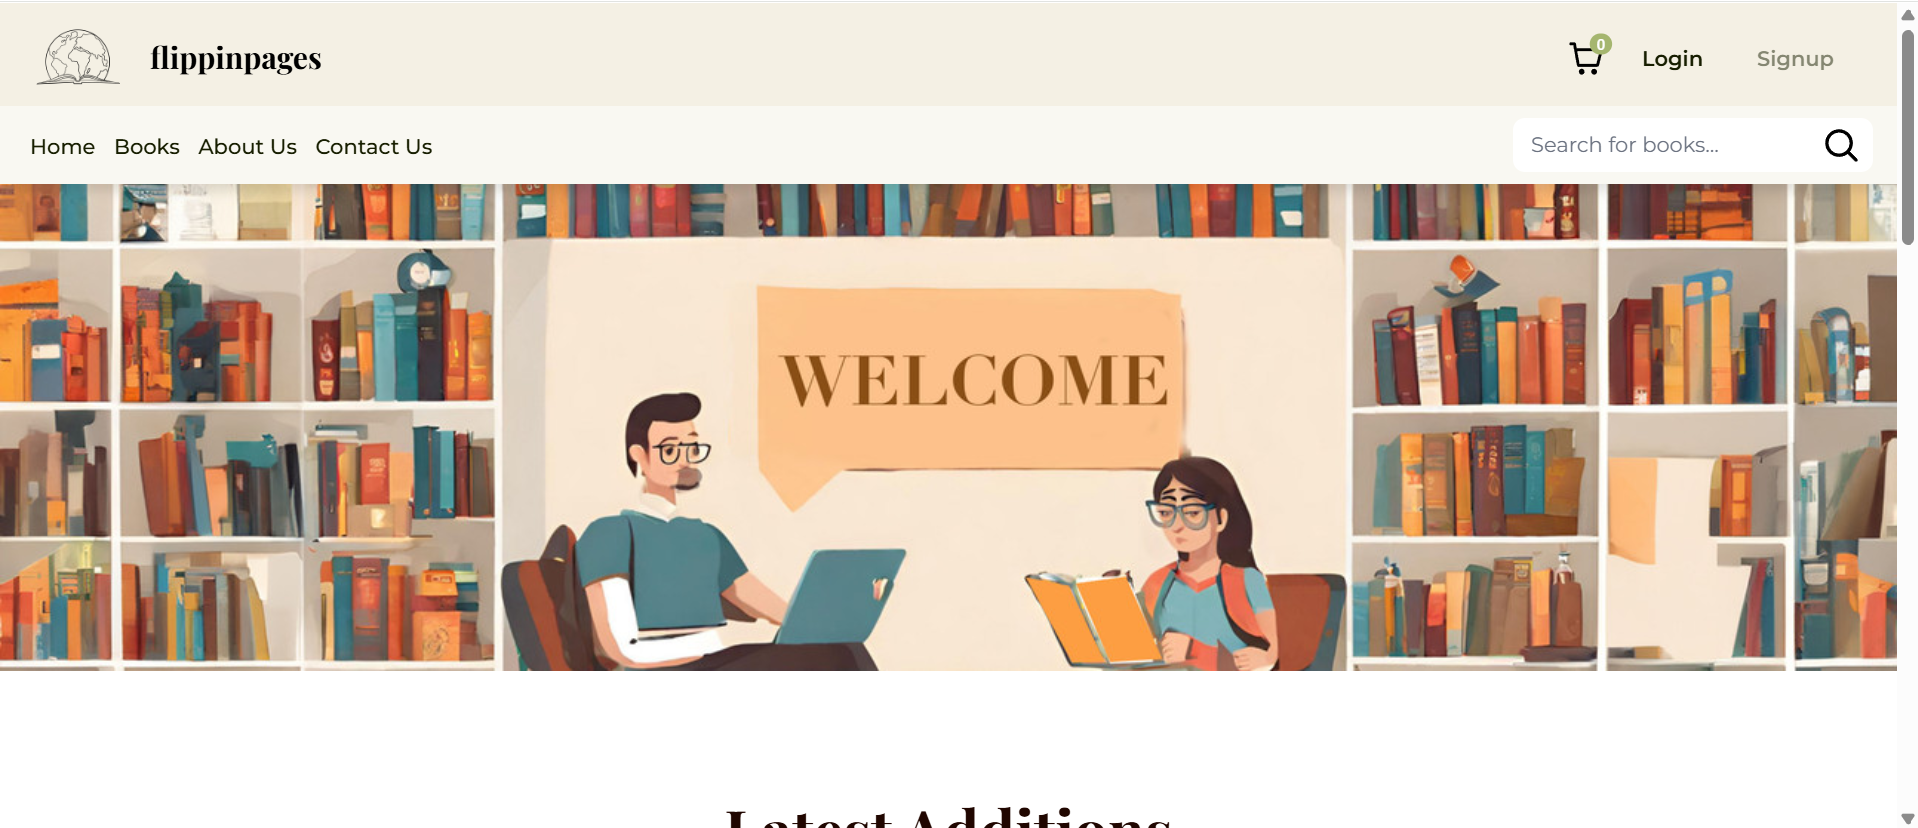 flippinpages
0
Login
Signup
Home
Books
About Us
Contact Us
Search for books...
WELCOME
Latest Additions